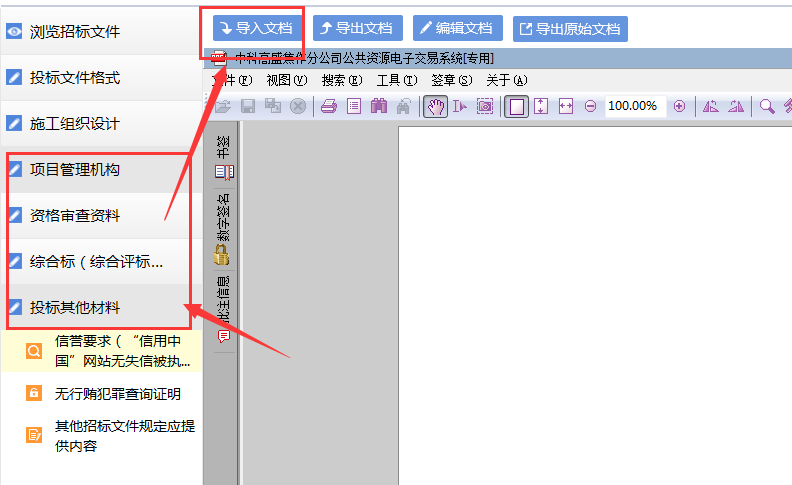 导入文档
导出文档
编辑文档
导出原始文档
浏览招标文件
投标文件格式
施工组织设计
项目管理机构
资格审查资料
综合标（综合评标...
投标其他材料
信誉要求（“信用中
国”网站无失信被执...
无行贿犯罪查询证明
其他招标文件规定应提
供内容
中科高盛焦作分公司公共资源电子交易系统[专用]
文件(F) 视图(V) 搜索(E) 工具(T) 签章(S) 关于(A)
100.00%
书签
数字签名
批注信息